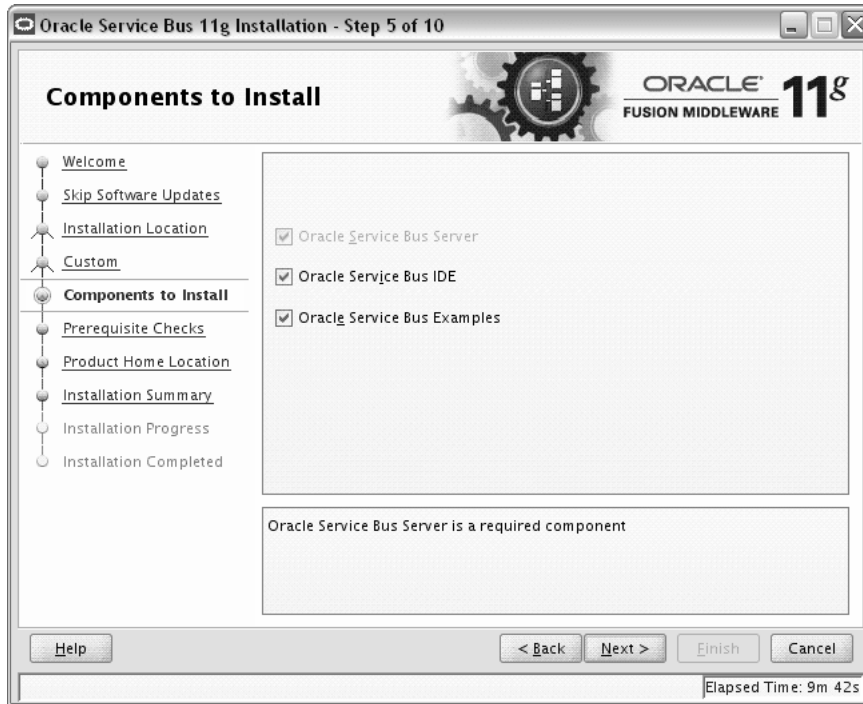 Oracle Service Bus 11g Installation - Step 5 of 10
Components to Install
ORACLE®
FUSION MIDDLEWARE
11g
Welcome
Skip Software Updates
Installation Location
Custom
Components to Install
Prerequisite Checks
Product Home Location
Installation Summary
Installation Progress
Installation Completed
Oracle Service Bus Server
Oracle Service Bus IDE
Oracle Service Bus Examples
Oracle Service Bus Server is a required component
Help
< Back
Next >
Finish
Cancel
Elapsed Time: 9m 42s